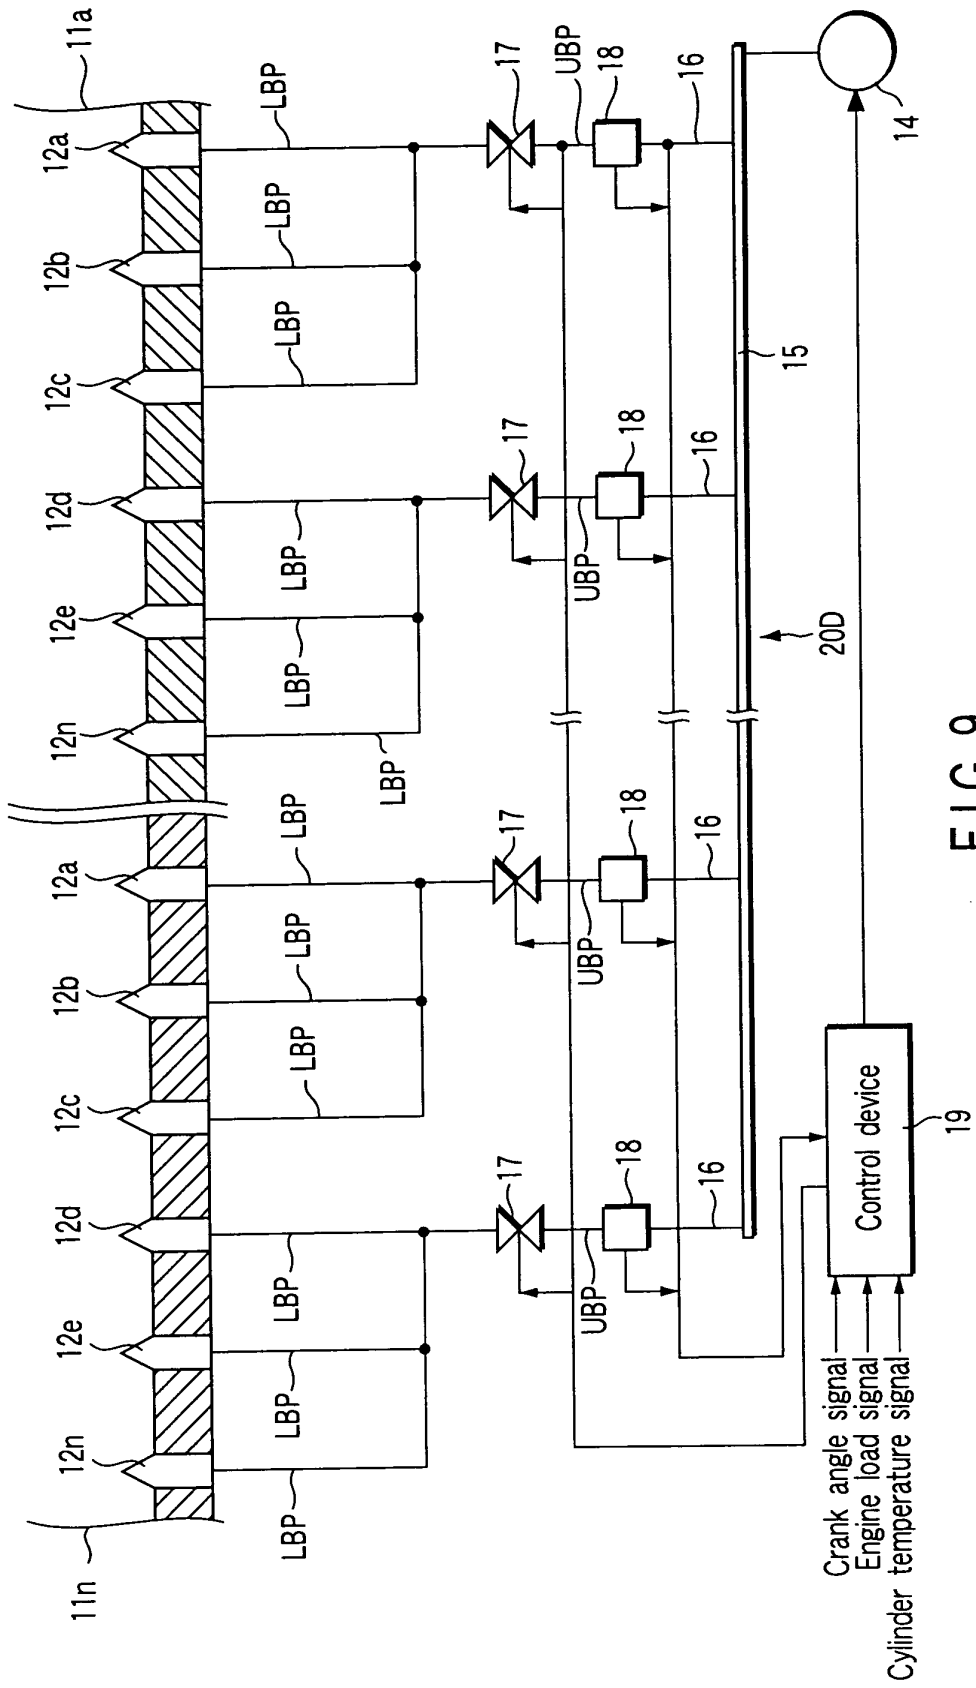 11n
12n
12e
12d
12c
12b
12a
12n
12e
12d
12c
12b
12a
11a
LBP
LBP
LBP
LBP
LBP
LBP
LBP
LBP
LBP
LBP
LBP
LBP
17
17
17
17
UBP
UBP
UBP
UBP
18
18
18
18
16
16
16
16
15
20D
14
Crank angle signal
Engine load signal
Cylinder temperature signal
Control device
19
FIG. 9